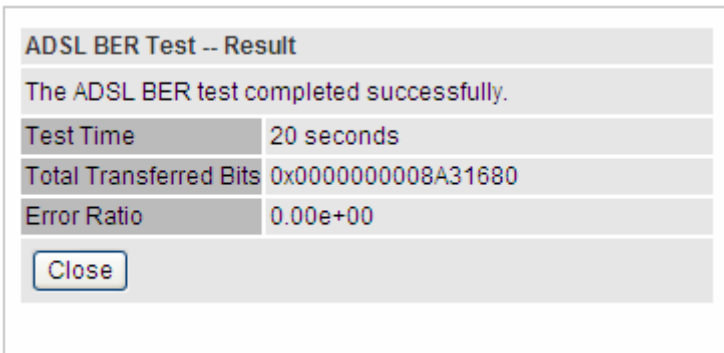 ADSL BER Test -- Result
The ADSL BER test completed successfully.
Test Time 20 seconds
Total Transferred Bits 0x0000000008A31680
Error Ratio 0.00e+00
Close